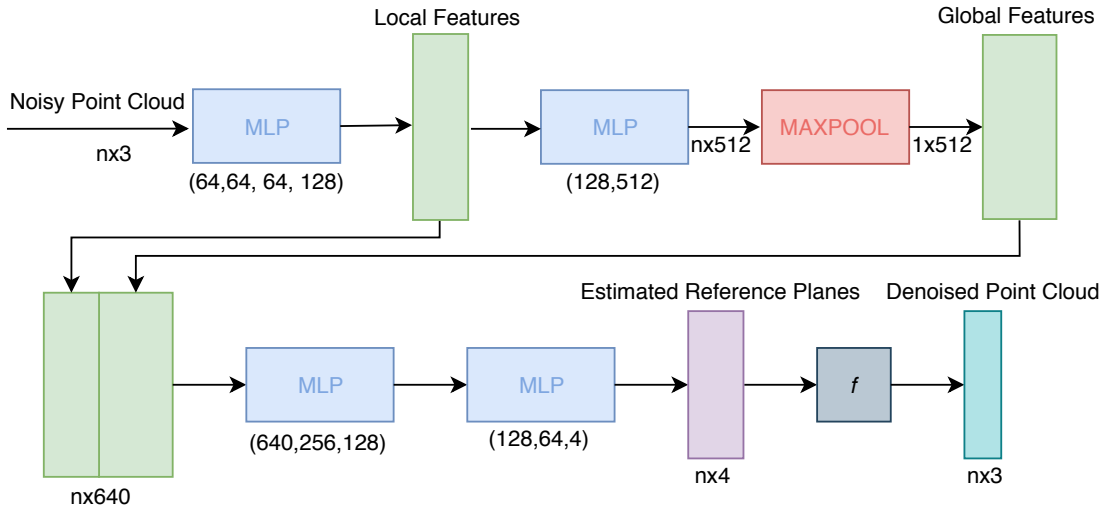 Local Features
Global Features
Noisy Point Cloud
nx3
MLP
(64,64, 64, 128)
MLP
(128,512)
nx512
MAXPOOL
1x512
nx640
MLP
(640,256,128)
MLP
(128,64,4)
Estimated Reference Planes
nx4
f
Denoised Point Cloud
nx3